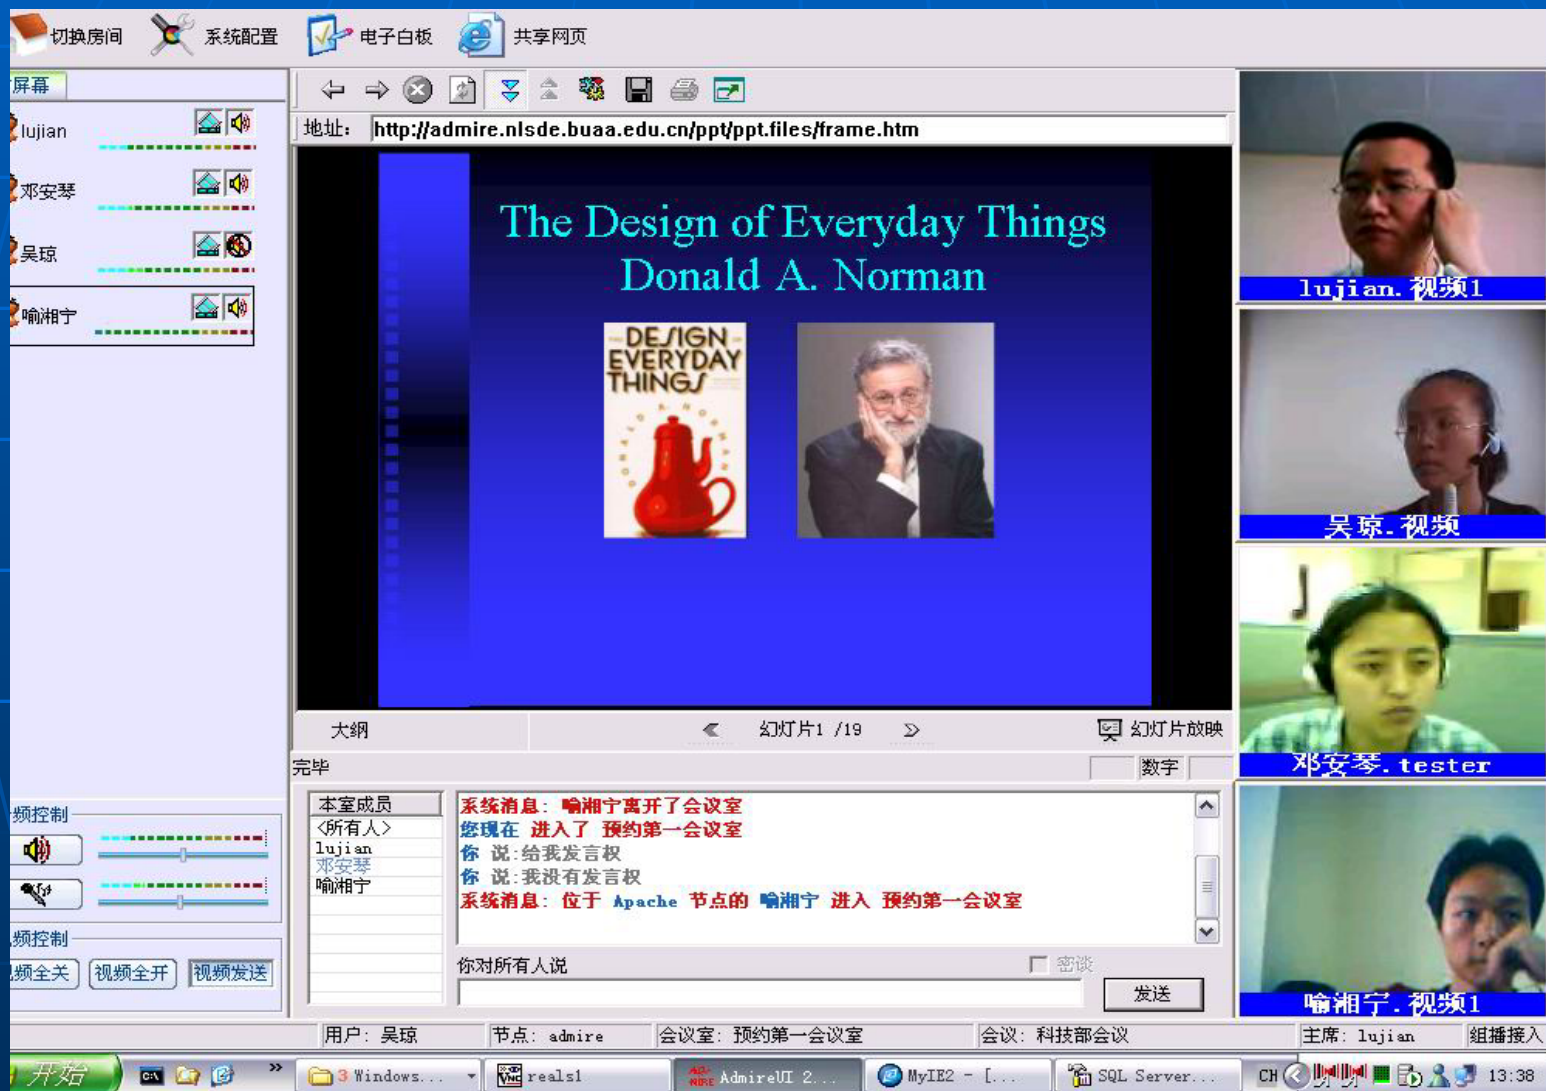 切换房间 系统配置 电子白板 共享网页
屏幕
lujian
邓安琴
吴琼
喻湘宁
地址: http://admire.nlsde.buaa.edu.cn/ppt/ppt.files/frame.htm
The Design of Everyday Things
Donald A. Norman
DESIGN
EVERYDAY
THINGS
DONALD A. NORMAN
大纲 幻灯片1 /19 幻灯片放映
完毕 数字
lujian.视频1
吴琼.视频
邓安琴.tester
喻湘宁.视频1
频控制
频控制
视频全关 视频全开 视频发送
本室成员
<所有人>
lujian
邓安琴
喻湘宁
系统消息: 喻湘宁离开了会议室
您现在 进入了 预约第一会议室
你 说:给我发言权
你 说:我没有发言权
系统消息: 位于 Apache 节点的 喻湘宁 进入 预约第一会议室
你对所有人说 密谈
发送
用户: 吴琼 节点: admire 会议室: 预约第一会议室 会议: 科技部会议 主席: lujian 组播接入
开始 3 Windows... reals1 AdmireUI 2... MyIE2 - [... SQL Server... CH 13:38